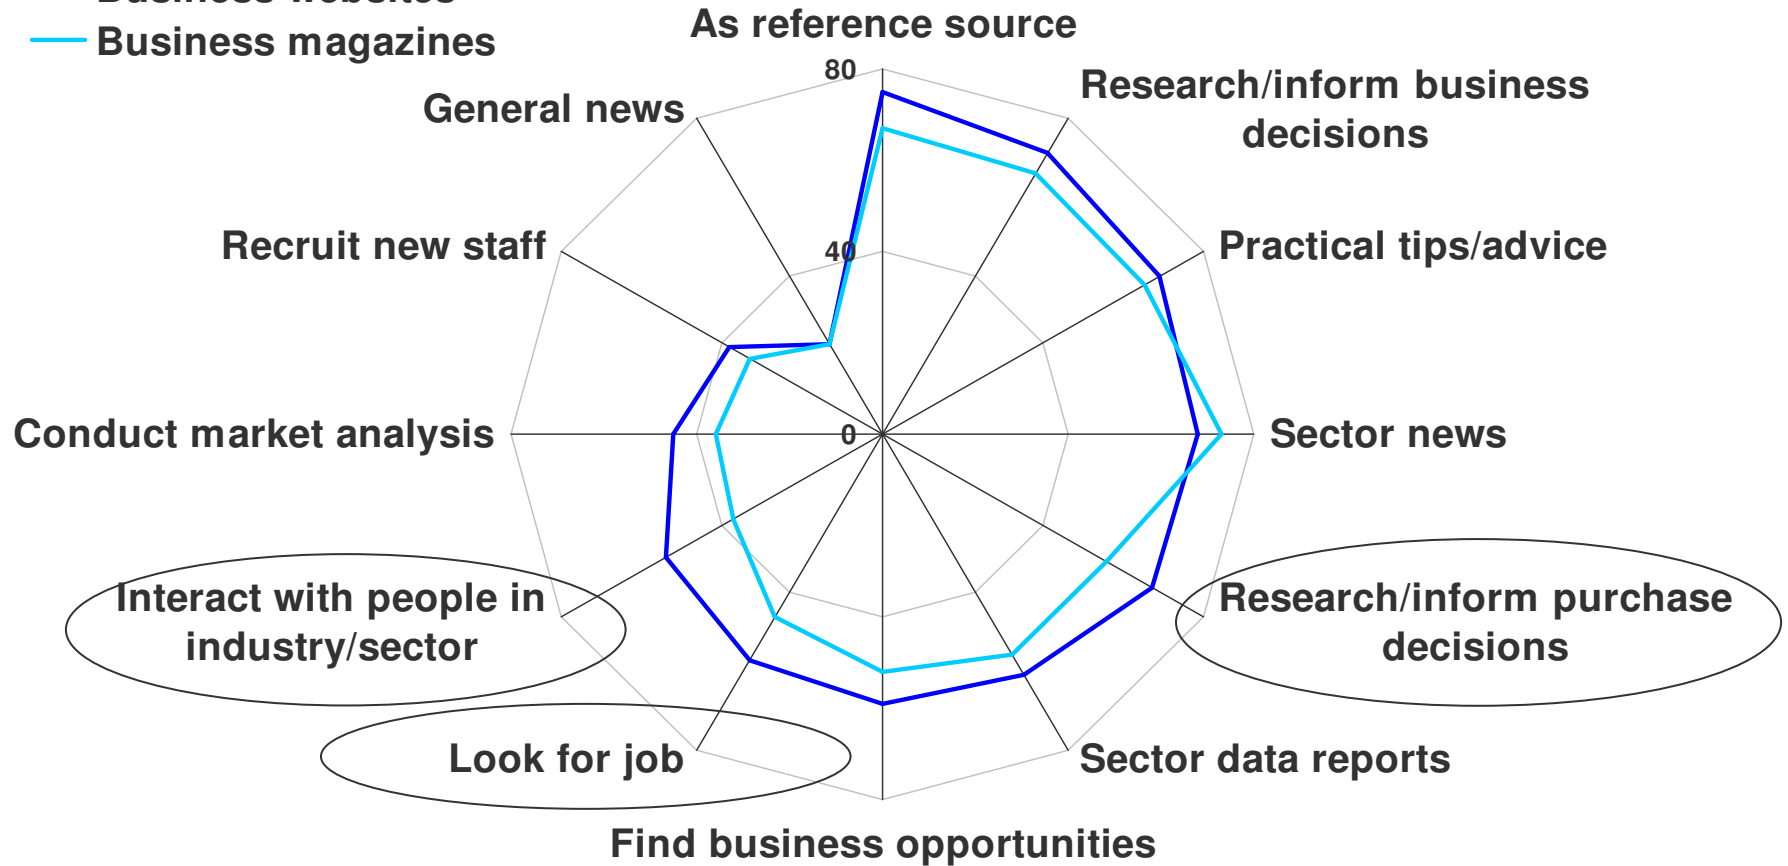 Business websites
Business magazines
As reference source
80
Research/inform business
decisions
General news
Recruit new staff
40
Practical tips/advice
Conduct market analysis
0
Sector news
Interact with people in
industry/sector
Research/inform purchase
decisions
Look for job
Sector data reports
Find business opportunities